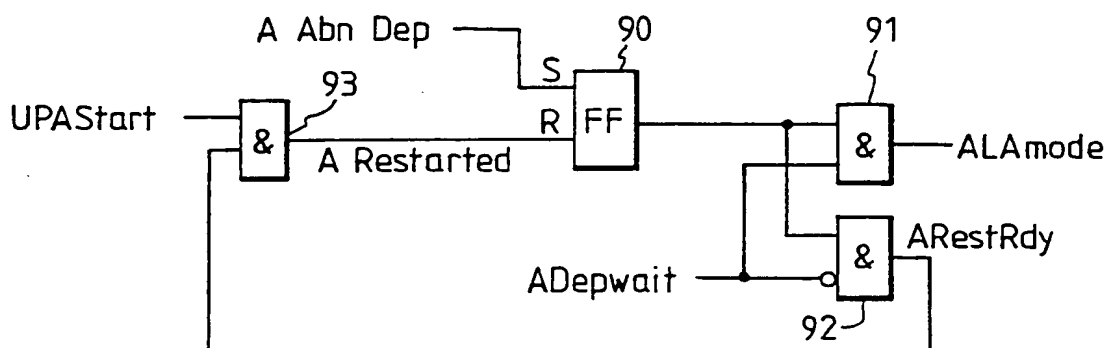 A Abn Dep
90
91
S
93
UPAStart
&
R
FF
&
ALAmode
A Restarted
ARestRdy
&
ADepwait
92